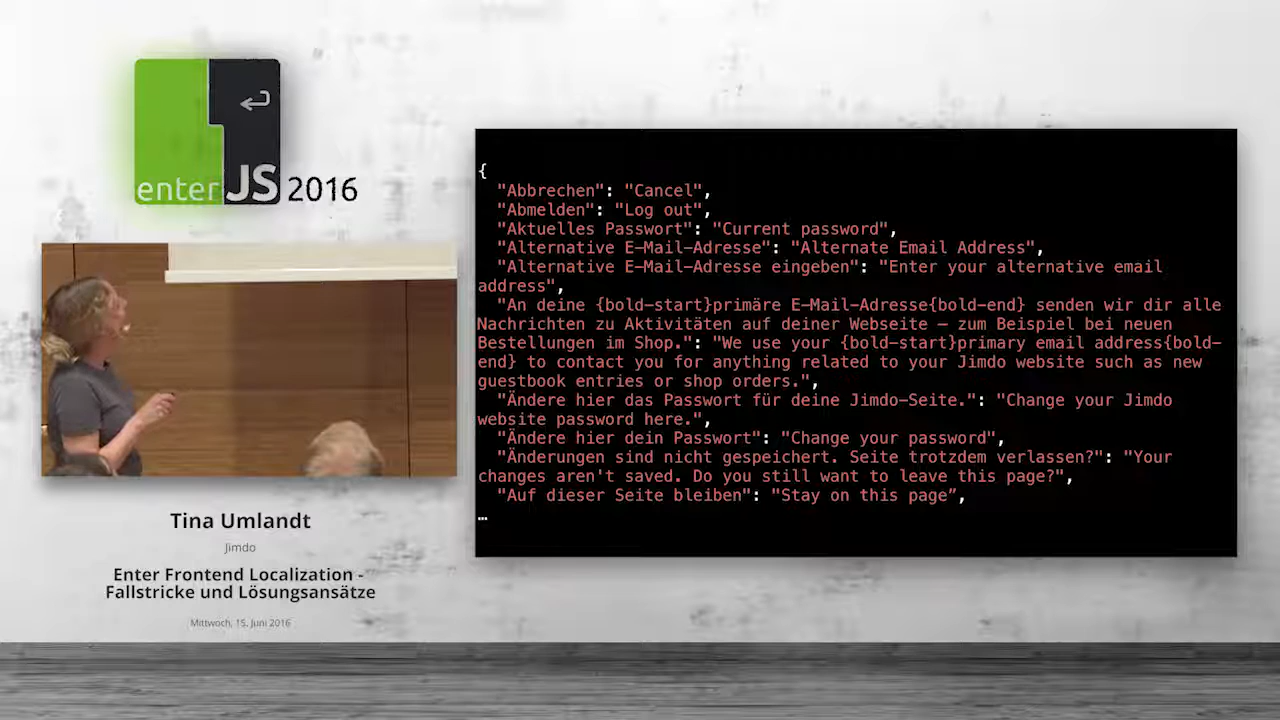 enterJS 2016
Tina Umlandt
Jimdo
Enter Frontend Localization -
Fallstricke und Lösungsansätze
Mittwoch, 15. Juni 2016
{
"Abbrechen": "Cancel",
"Abmelden": "Log out",
"Aktuelles Passwort": "Current password",
"Alternative E-Mail-Adresse": "Alternate Email Address",
"Alternative E-Mail-Adresse eingeben": "Enter your alternative email
address",
"An deine {bold-start}primäre E-Mail-Adresse{bold-end} senden wir dir alle
Nachrichten zu Aktivitäten auf deiner Webseite – zum Beispiel bei neuen
Bestellungen im Shop.": "We use your {bold-start}primary email address{bold-
end} to contact you for anything related to your Jimdo website such as new
guestbook entries or shop orders.",
"Ändere hier das Passwort für deine Jimdo-Seite.": "Change your Jimdo
website password here.",
"Ändere hier dein Passwort": "Change your password",
"Änderungen sind nicht gespeichert. Seite trotzdem verlassen?": "Your
changes aren't saved. Do you still want to leave this page?",
"Auf dieser Seite bleiben": "Stay on this page”,
…